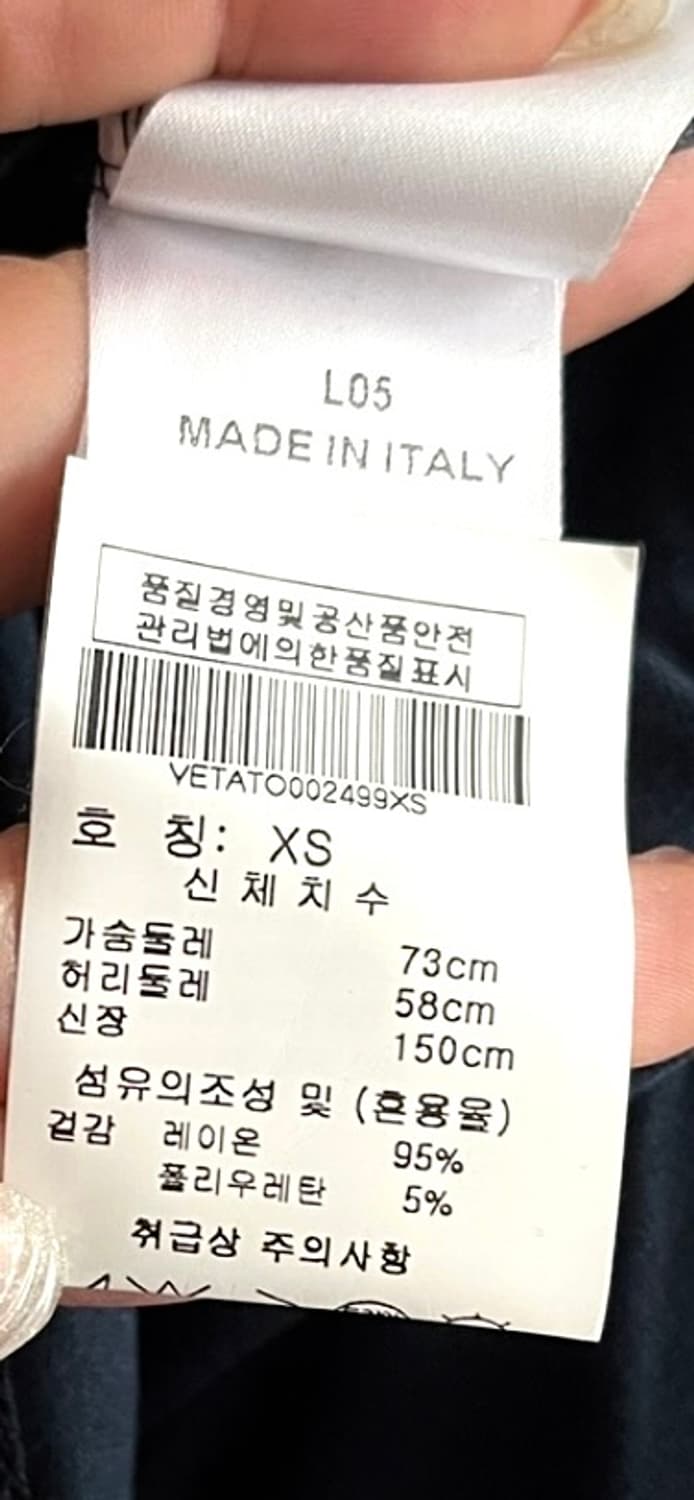 L05
MADE IN ITALY
품질경영및공산품안전
관리법에의한품질표시
VETATO002499XS
호 칭: XS
신 체 치 수
가슴둘레 73cm
허리둘레 58cm
신장 150cm
섬유의조성 및 (혼용율)
겉감 레이온 95%
폴리우레탄 5%
취급상 주의사항